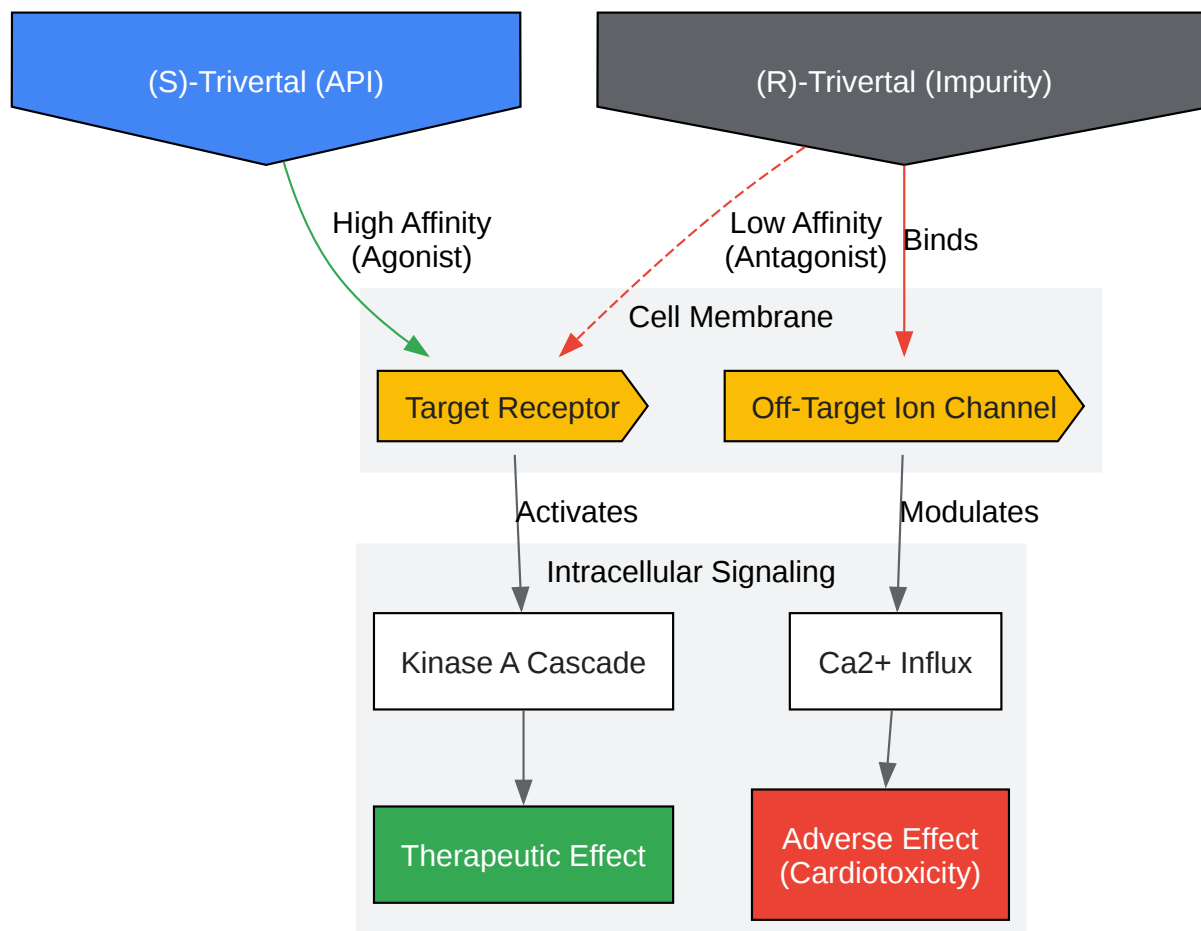 (S)-Trivertal (API)
(R)-Trivertal (Impurity)
High Affinity
(Agonist)
Low Affinity
(Antagonist)
Binds
Cell Membrane
Target Receptor
Off-Target Ion Channel
Activates
Modulates
Intracellular Signaling
Kinase A Cascade
Ca2+ Influx
Therapeutic Effect
Adverse Effect
(Cardiotoxicity)